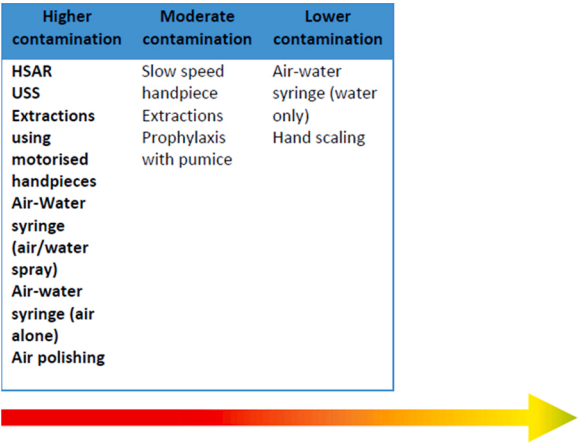 Higher contamination
Moderate contamination
Lower contamination
HSAR
USS
Extractions
using
motorised
handpieces
Air-Water
syringe
(air/water
spray)
Air-water
syringe (air
alone)
Air polishing
Slow speed
handpiece
Extractions
Prophylaxis
with pumice
Air-water
syringe (water
only)
Hand scaling